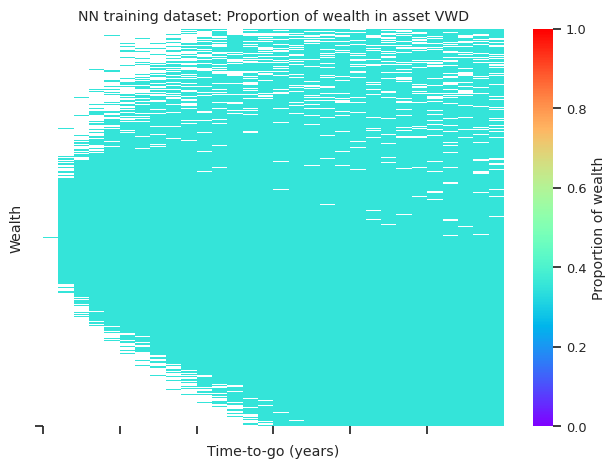 NN training dataset: Proportion of wealth in asset VWD
1.0
0.8
0.6
0.4
0.2
0.0
Proportion of wealth
Wealth
Time-to-go (years)